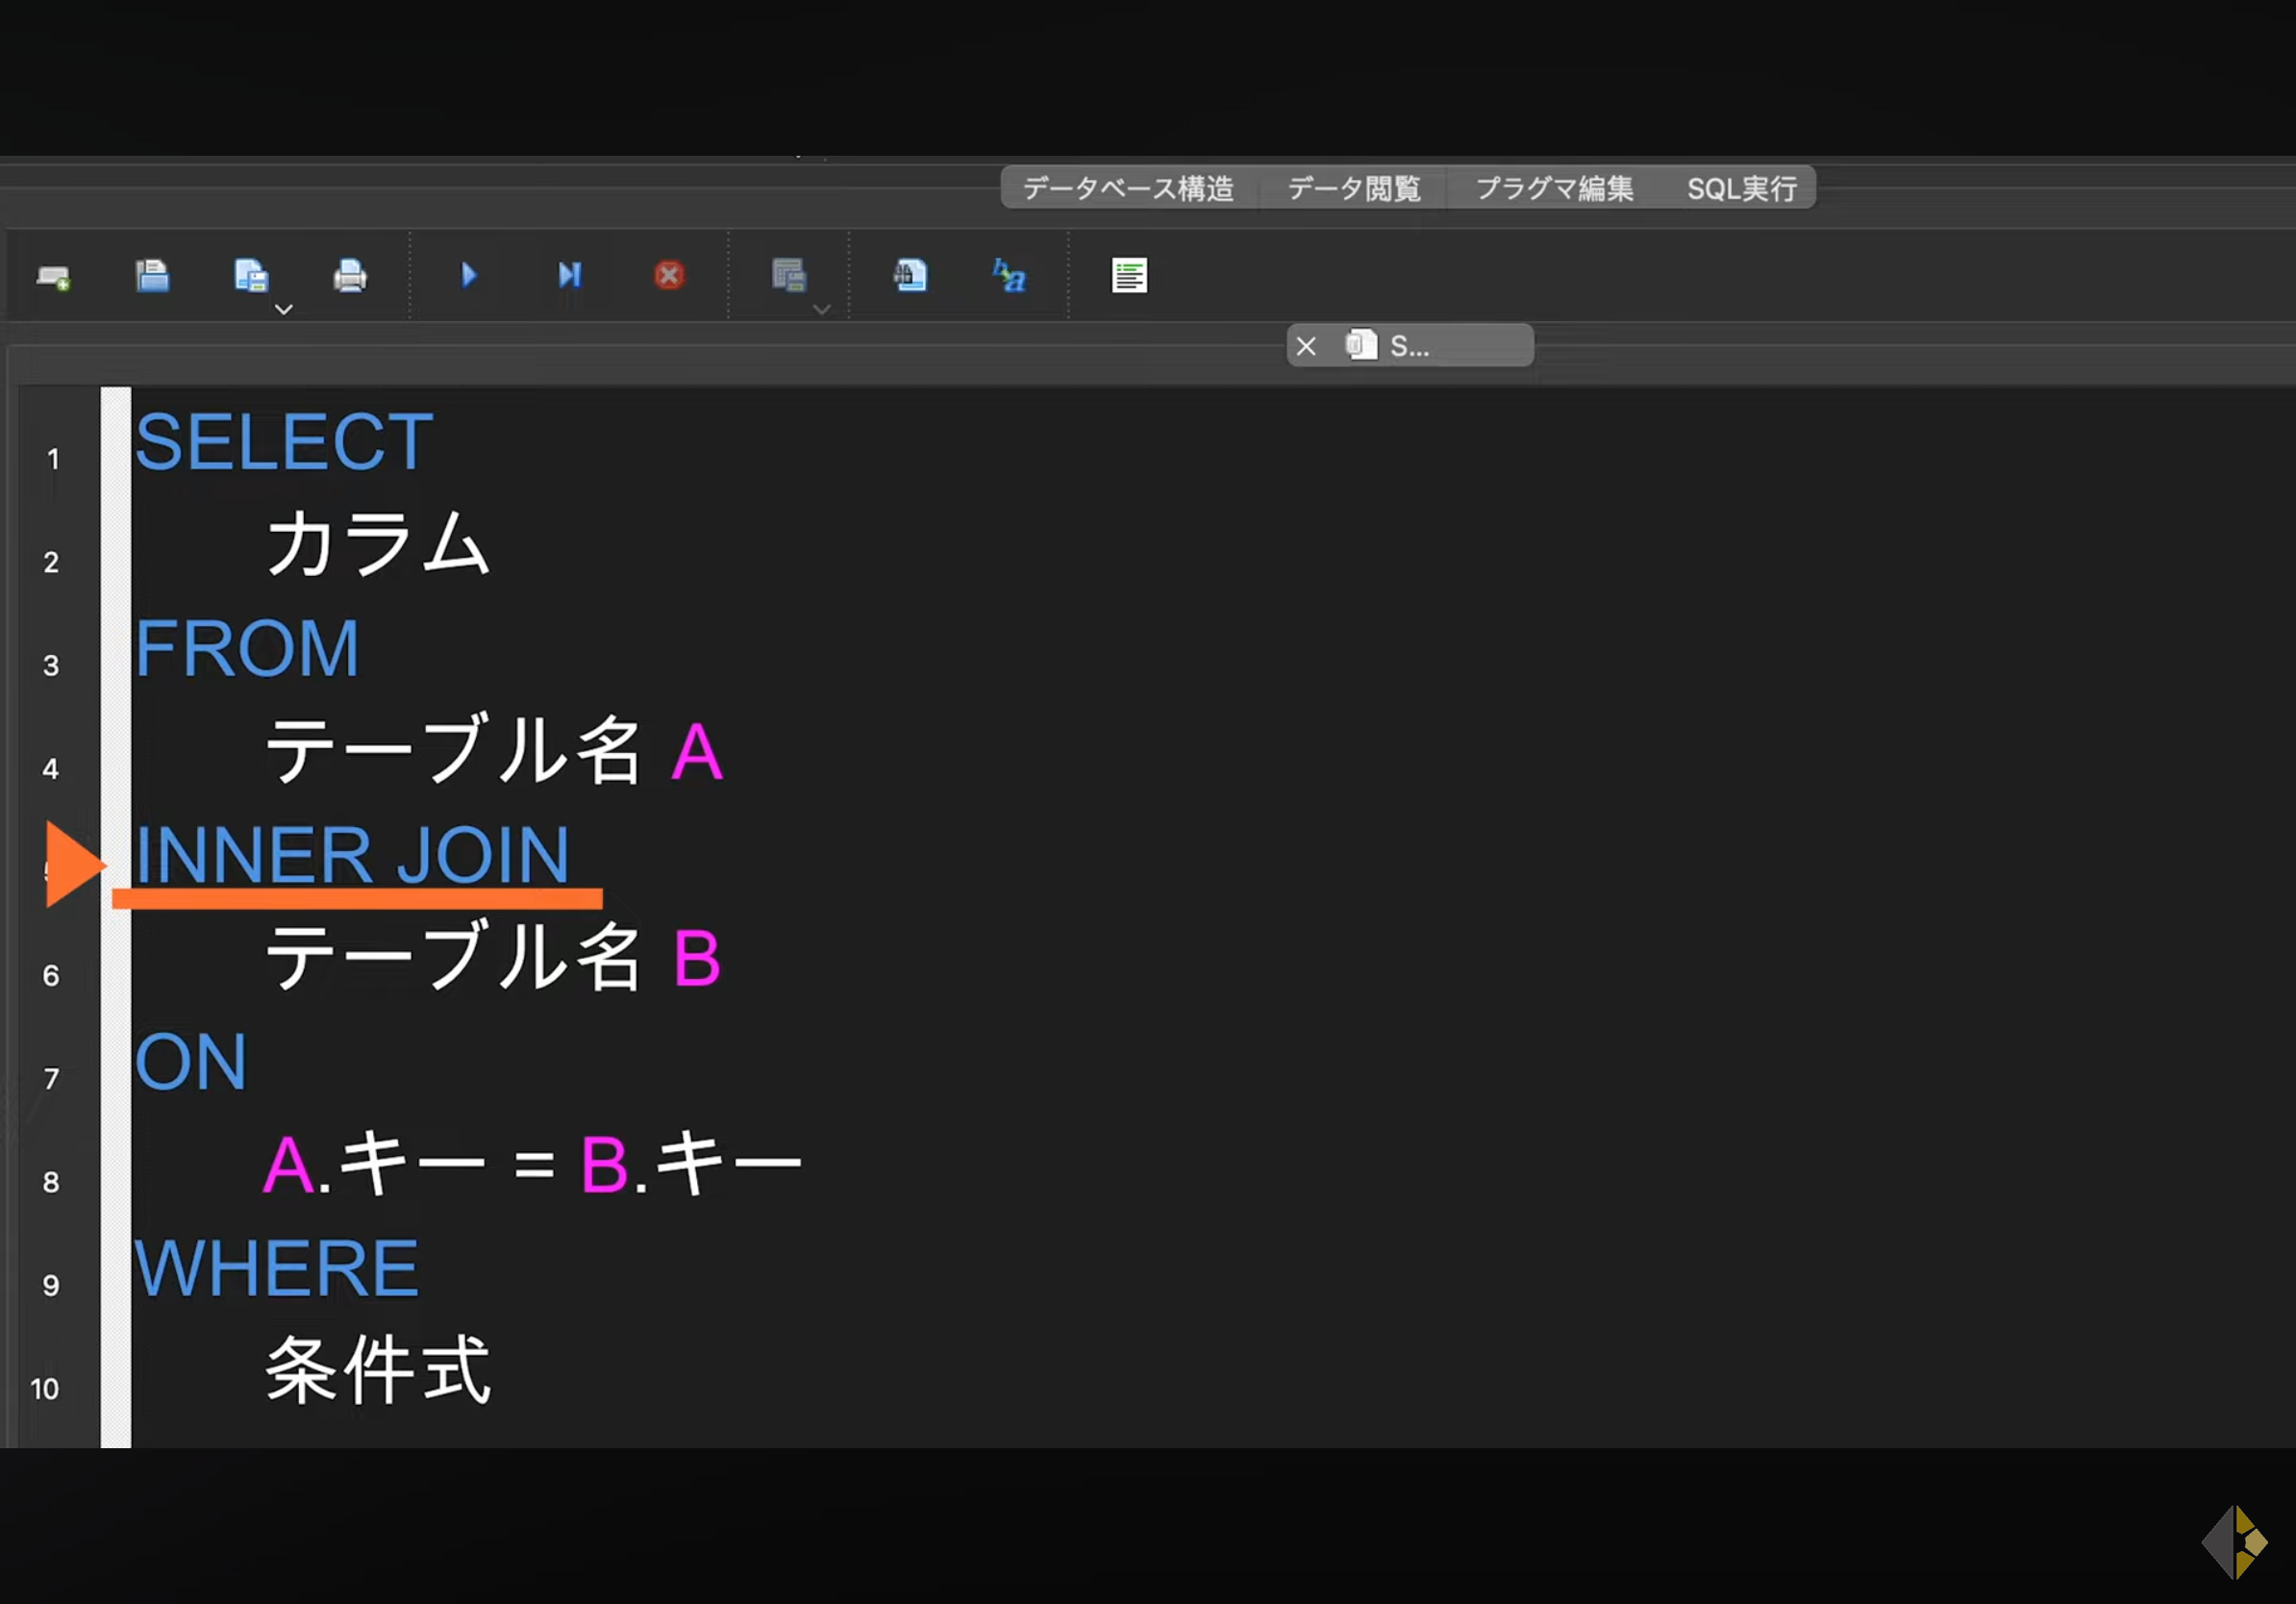 データベース構造 データ閲覧 プラグマ編集 SQL実行
S...
1 SELECT
2 カラム
3 FROM
4 テーブル名 A
INNER JOIN
6 テーブル名 B
7 ON
8 A.キー = B.キー
9 WHERE
10 条件式